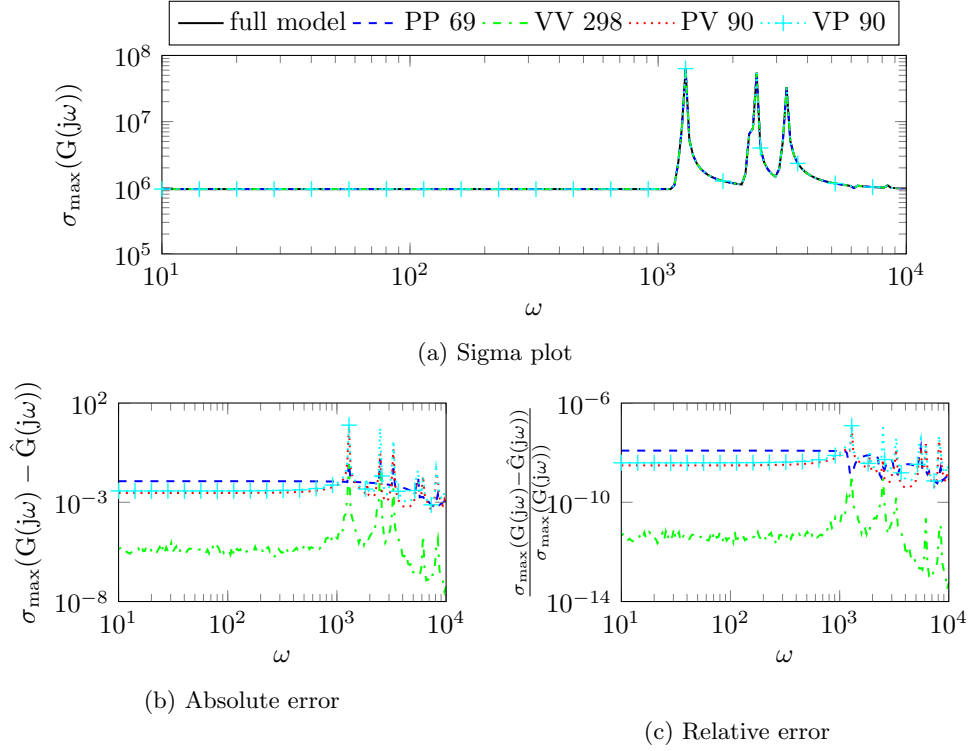 full model PP 69 VV 298 PV 90 VP 90
10^8
10^7
10^6
10^5
σ_max(G(jω))
10^1 10^2 10^3 10^4
ω
(a) Sigma plot
10^2
10^−3
10^−8
σ_max(G(jω) − Ĝ(jω))
10^1 10^2 10^3 10^4
ω
(b) Absolute error
10^−6
10^−10
10^−14
σ_max(G(jω)−Ĝ(jω))
σ_max(G(jω))
10^1 10^2 10^3 10^4
ω
(c) Relative error